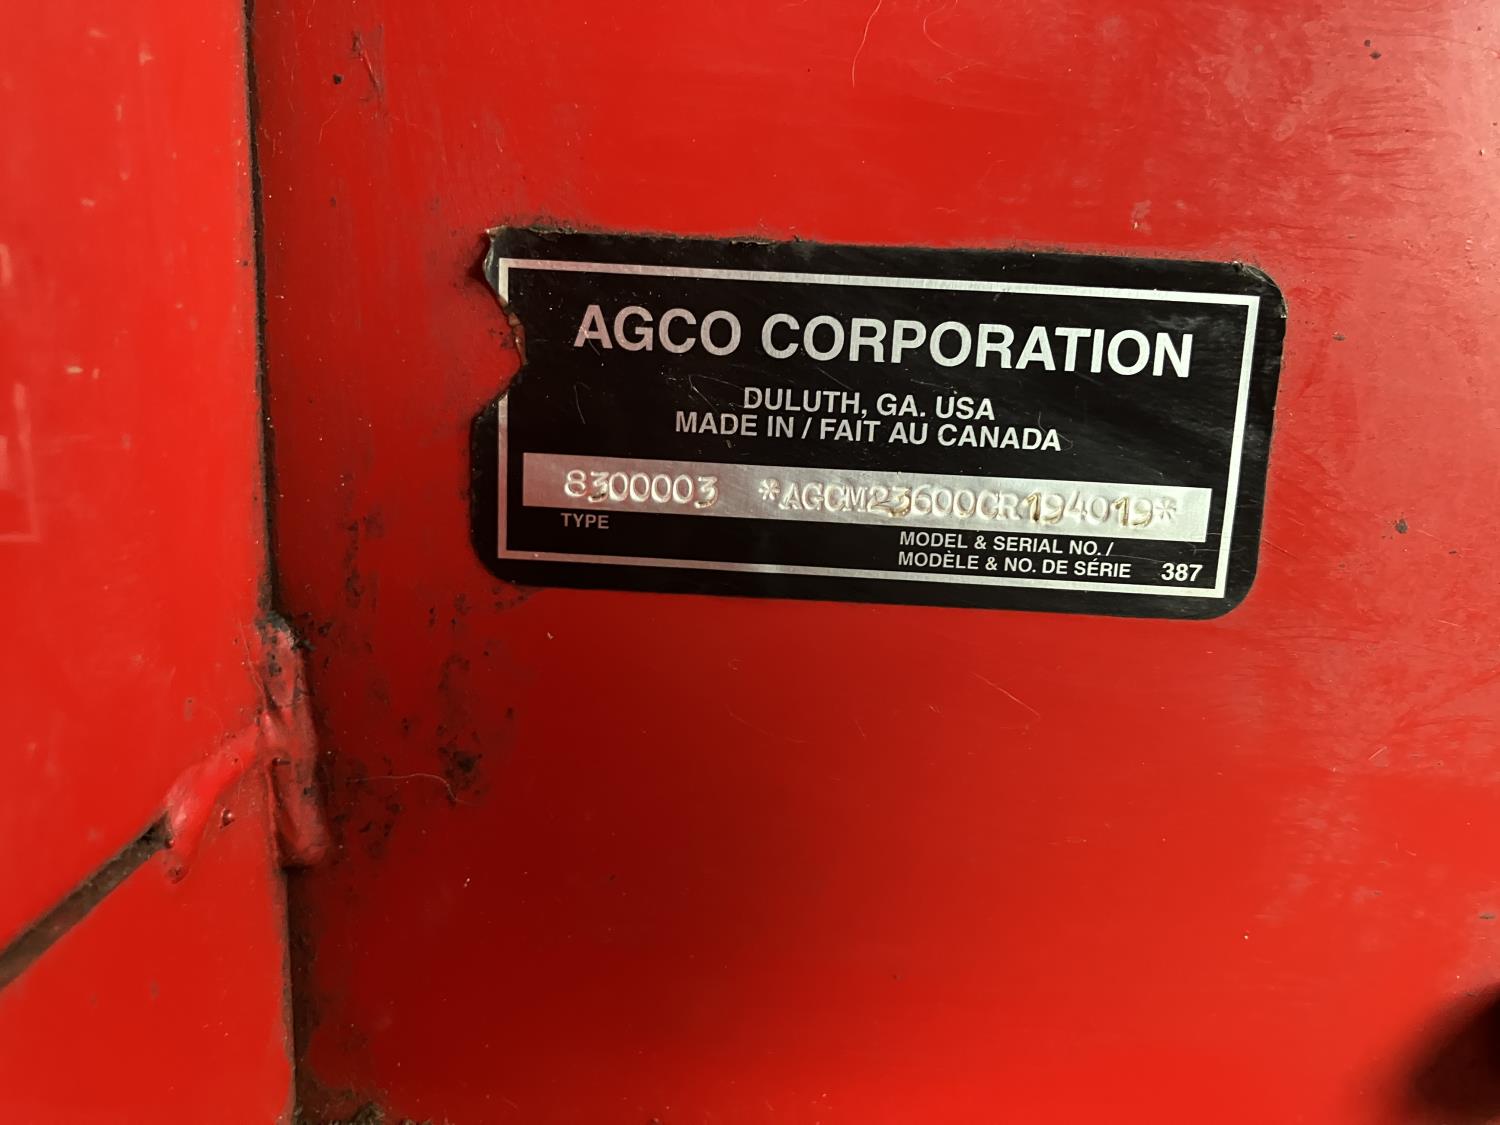 AGCO CORPORATION
DULUTH, GA. USA
MADE IN / FAIT AU CANADA
8300003 *AGCM23600CR194019*
TYPE
MODEL & SERIAL NO. /
MODÈLE & NO. DE SÉRIE 387